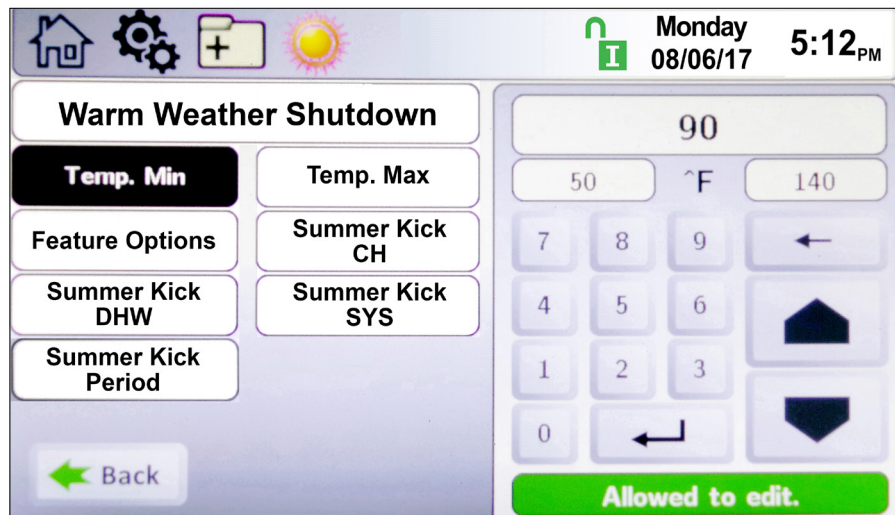 Monday
08/06/17
5:12 PM
I
Warm Weather Shutdown
Temp. Min
Temp. Max
Feature Options
Summer Kick
CH
Summer Kick
DHW
Summer Kick
SYS
Summer Kick
Period
Back
90
50
^F
140
7 8 9
4 5 6
1 2 3
0
Allowed to edit.